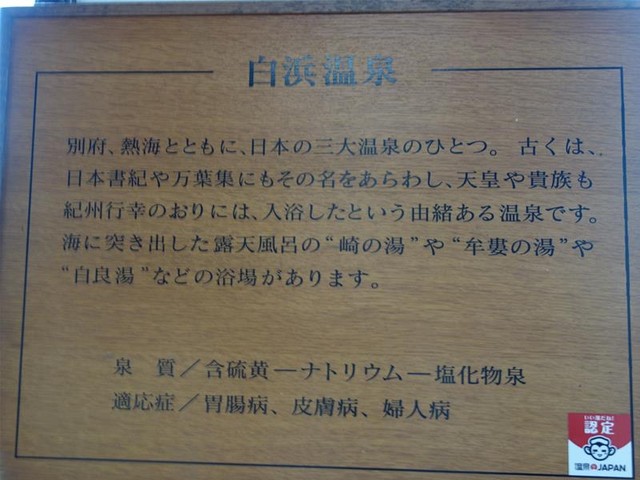 白浜温泉
別府、熱海とともに、日本の三大温泉のひとつ。古くは、
日本書紀や万葉集にもその名をあらわし、天皇や貴族も
紀州行幸のおりには、入浴したという由緒ある温泉です。
海に突き出した露天風呂の“崎の湯”や“牟婁の湯”や
“白良湯”などの浴場があります。
泉　質／含硫黄―ナトリウム―塩化物泉
適応症／胃腸病、皮膚病、婦人病
いい湯だね!
認定
温泉 JAPAN